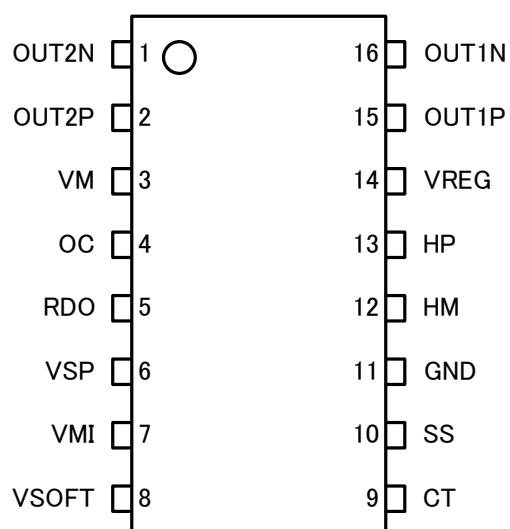 OUT2N 1 16 OUT1N
OUT2P 2 15 OUT1P
VM 3 14 VREG
OC 4 13 HP
RDO 5 12 HM
VSP 6 11 GND
VMI 7 10 SS
VSOFT 8 9 CT